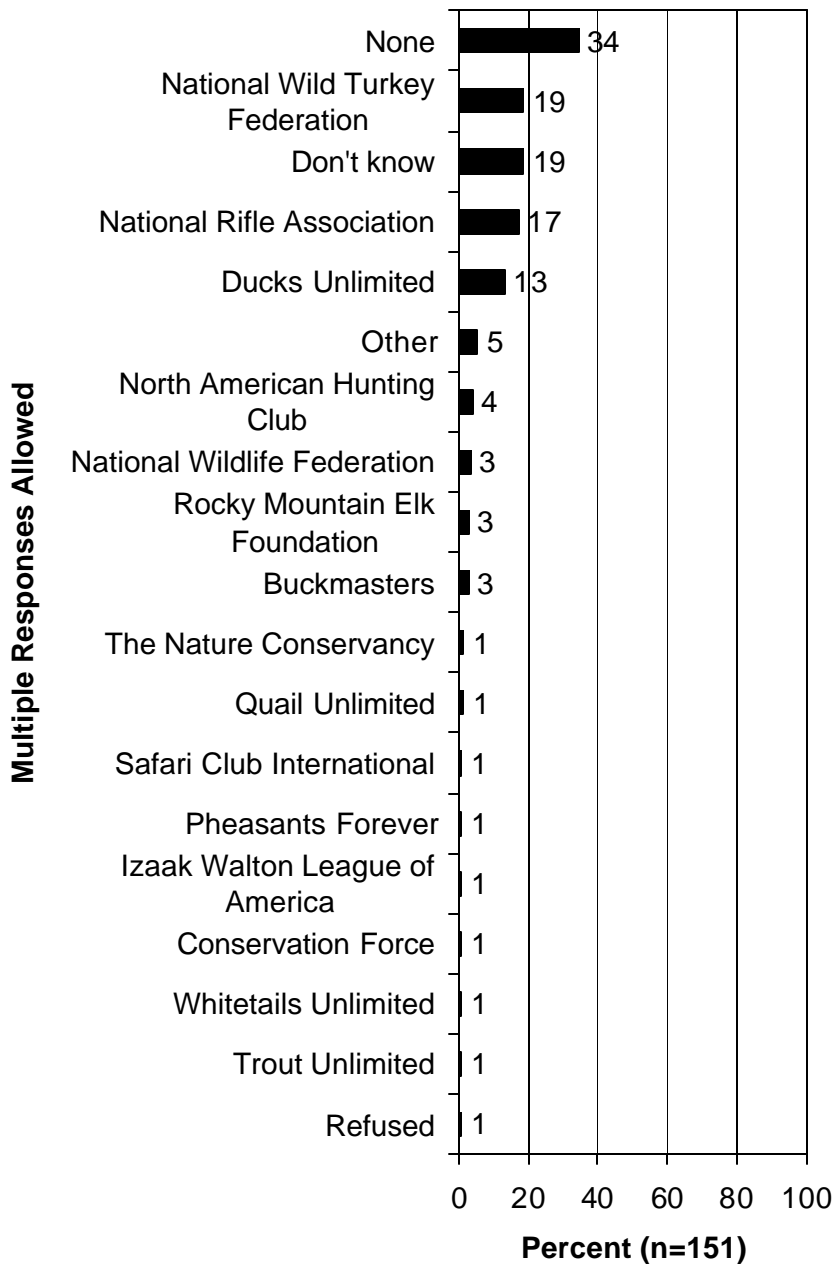 Multiple Responses Allowed
None
34
National Wild Turkey
Federation
19
Don't know
19
National Rifle Association
17
Ducks Unlimited
13
Other
5
North American Hunting
Club
4
National Wildlife Federation
3
Rocky Mountain Elk
Foundation
3
Buckmasters
3
The Nature Conservancy
1
Quail Unlimited
1
Safari Club International
1
Pheasants Forever
1
Izaak Walton League of
America
1
Conservation Force
1
Whitetails Unlimited
1
Trout Unlimited
1
Refused
1
0 20 40 60 80 100
Percent (n=151)